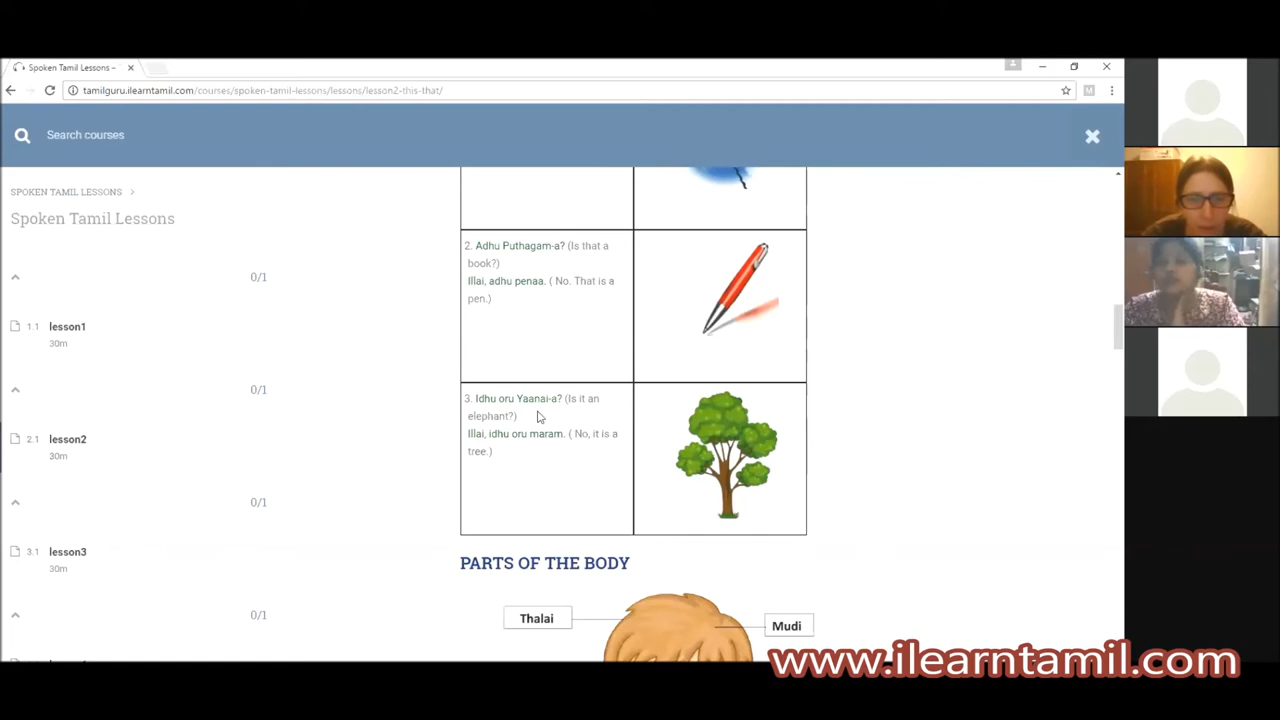 Spoken Tamil Lessons –
tamilguru.ilearntamil.com/courses/spoken-tamil-lessons/lessons/lesson2-this-that/
M
Search courses
SPOKEN TAMIL LESSONS
Spoken Tamil Lessons
0/1
1.1 lesson1
30m
0/1
2.1 lesson2
30m
0/1
3.1 lesson3
30m
0/1
2. Adhu Puthagam-a? (Is that a
book?)
Illai, adhu penaa. ( No. That is a
pen.)
3. Idhu oru Yaanai-a? (Is it an
elephant?)
Illai, idhu oru maram. ( No, it is a
tree.)
PARTS OF THE BODY
Thalai
Mudi
www.ilearntamil.com